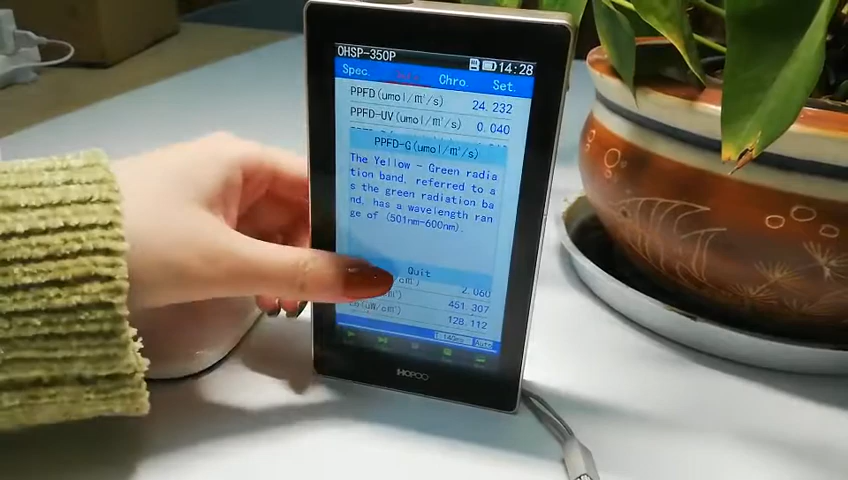 OHSP-350P 14:28
Spec. Chro. Set.
PPFD(umol/m²/s) 24.232
PPFD-UV(umol/m²/s) 0.040
PPFD-G(umol/m²/s)
The Yellow - Green radia
tion band, referred to a
s the green radiation ba
nd, has a wavelength ran
ge of (501nm-600nm).
Quit
2.060
451.307
128.112
Auto
HOPOO